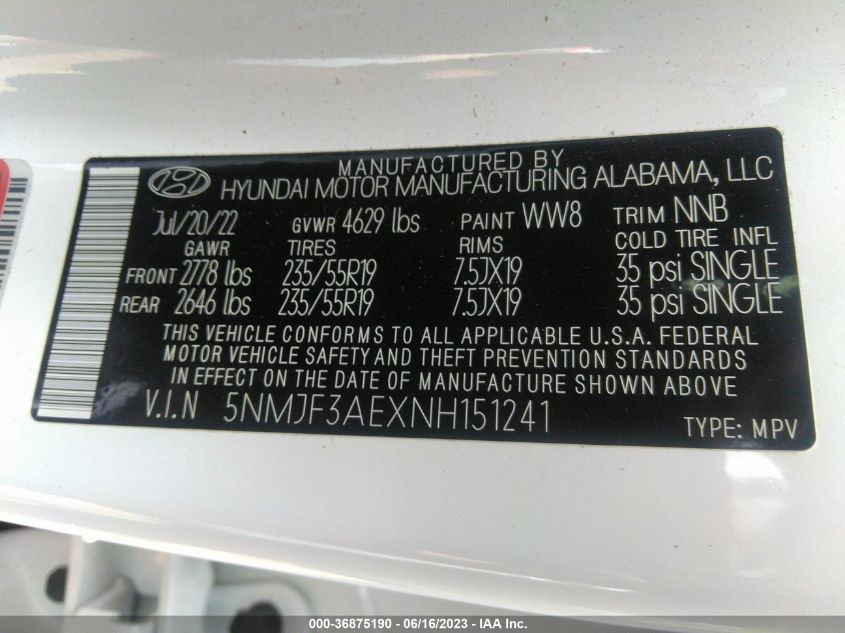 MANUFACTURED BY
HYUNDAI MOTOR MANUFACTURING ALABAMA, LLC
Jul/20/22 GVWR 4629 lbs PAINT WW8 TRIM NNB
GAWR TIRES RIMS COLD TIRE INFL
FRONT 2778 lbs 235/55R19 7.5JX19 35 psi SINGLE
REAR 2646 lbs 235/55R19 7.5JX19 35 psi SINGLE
THIS VEHICLE CONFORMS TO ALL APPLICABLE U.S.A. FEDERAL
MOTOR VEHICLE SAFETY AND THEFT PREVENTION STANDARDS
IN EFFECT ON THE DATE OF MANUFACTURE SHOWN ABOVE
V.I.N 5NMJF3AEXNH151241
TYPE: MPV
000-36875190 - 06/16/2023 - IAA Inc.